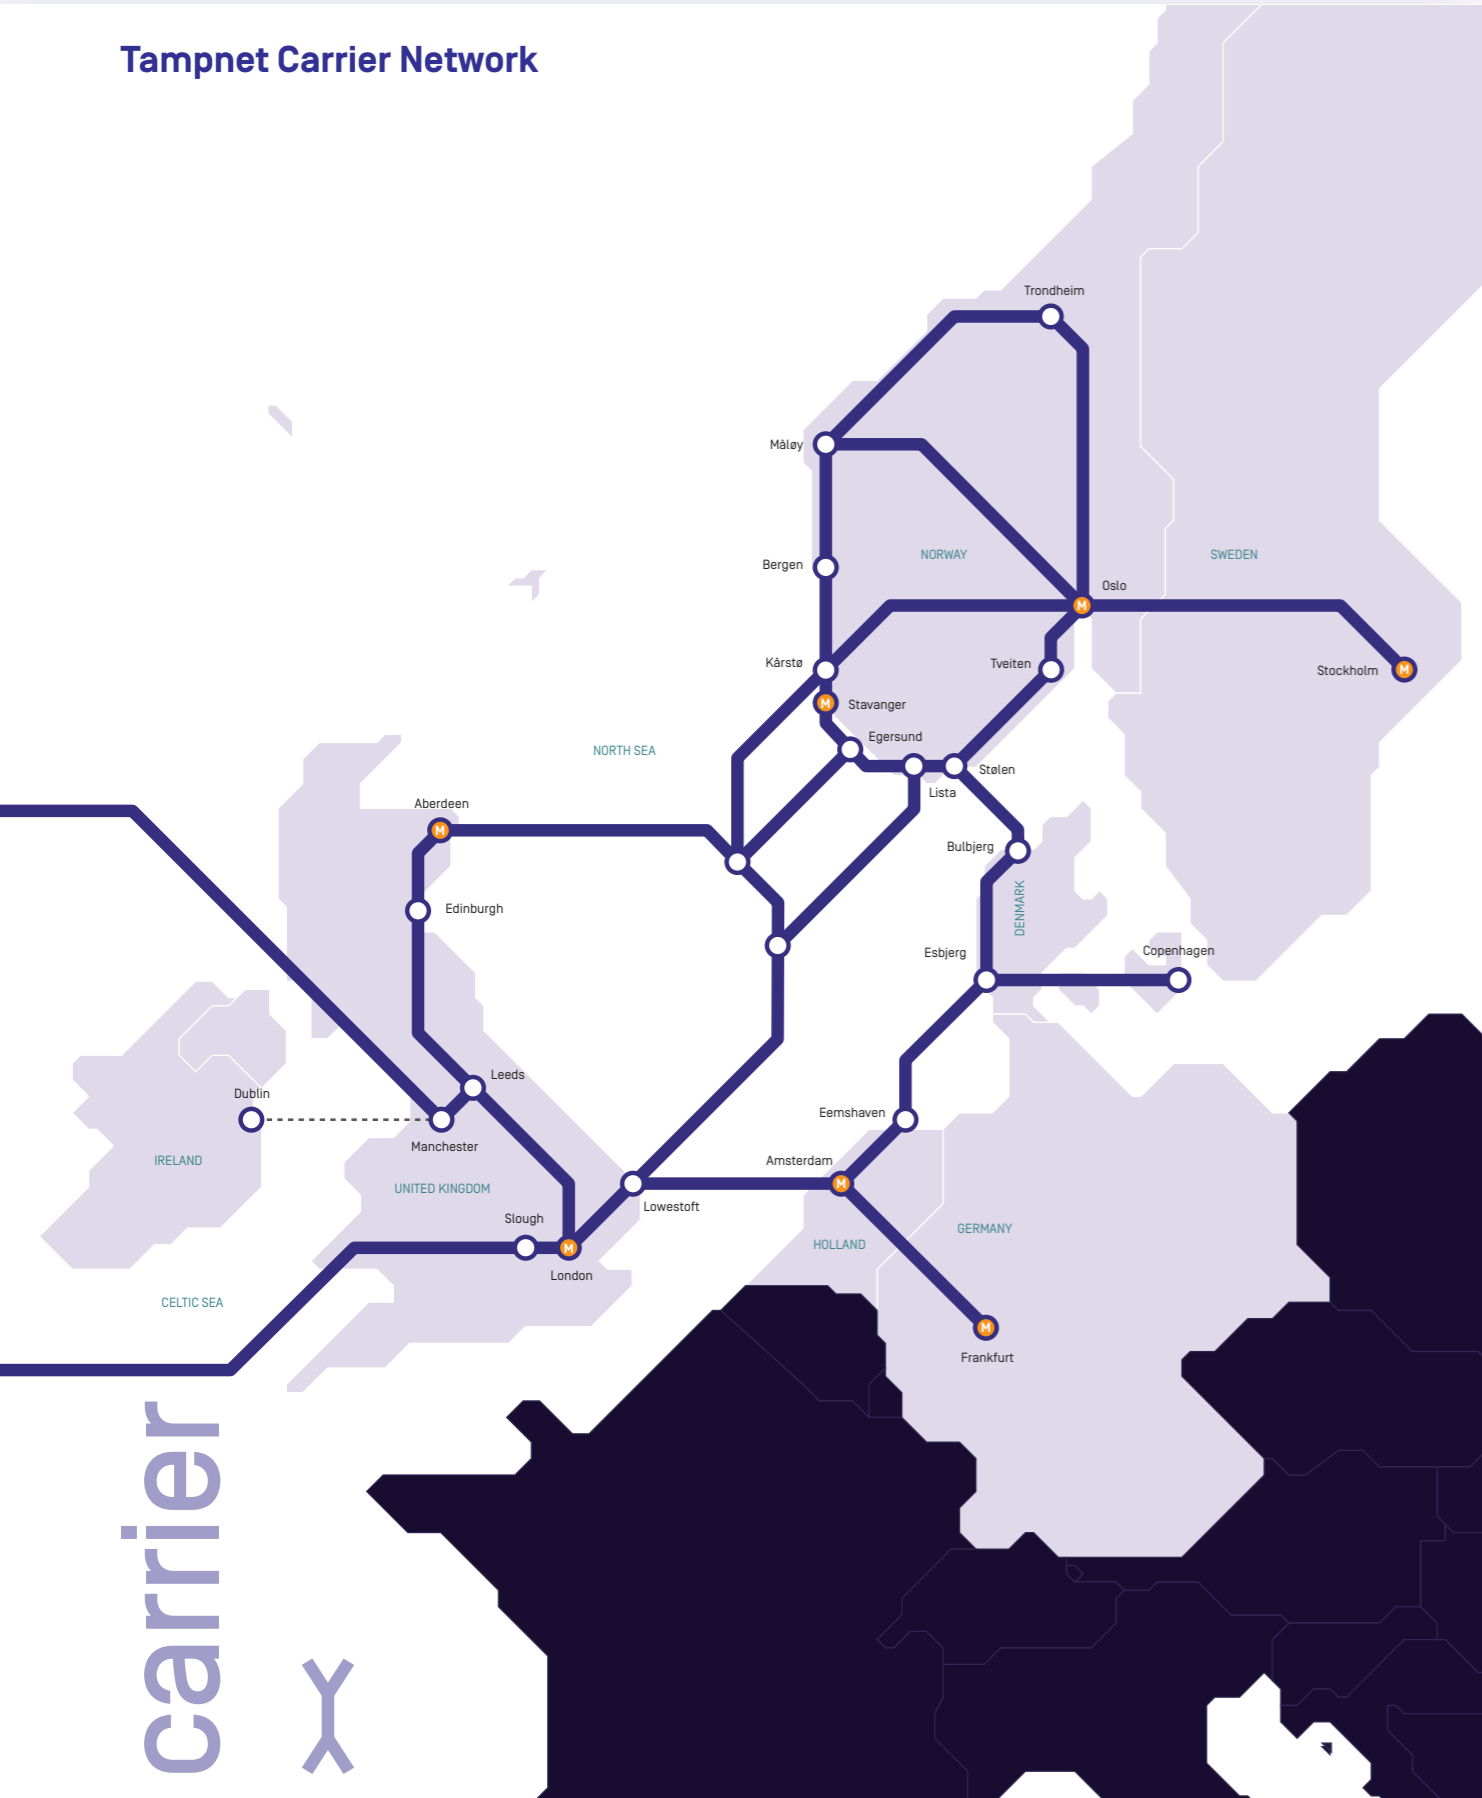 Tampnet Carrier Network
Trondheim
Måløy
NORWAY
SWEDEN
Bergen
Oslo
M
Kårstø
Tveiten
Stockholm
M
M
Stavanger
Egersund
NORTH SEA
Stølen
Lista
Aberdeen
M
Bulbjerg
DENMARK
Edinburgh
Esbjerg
Copenhagen
Leeds
Dublin
Eemshaven
Manchester
IRELAND
Amsterdam
M
UNITED KINGDOM
Lowestoft
Slough
GERMANY
HOLLAND
M
London
CELTIC SEA
M
Frankfurt
carrier